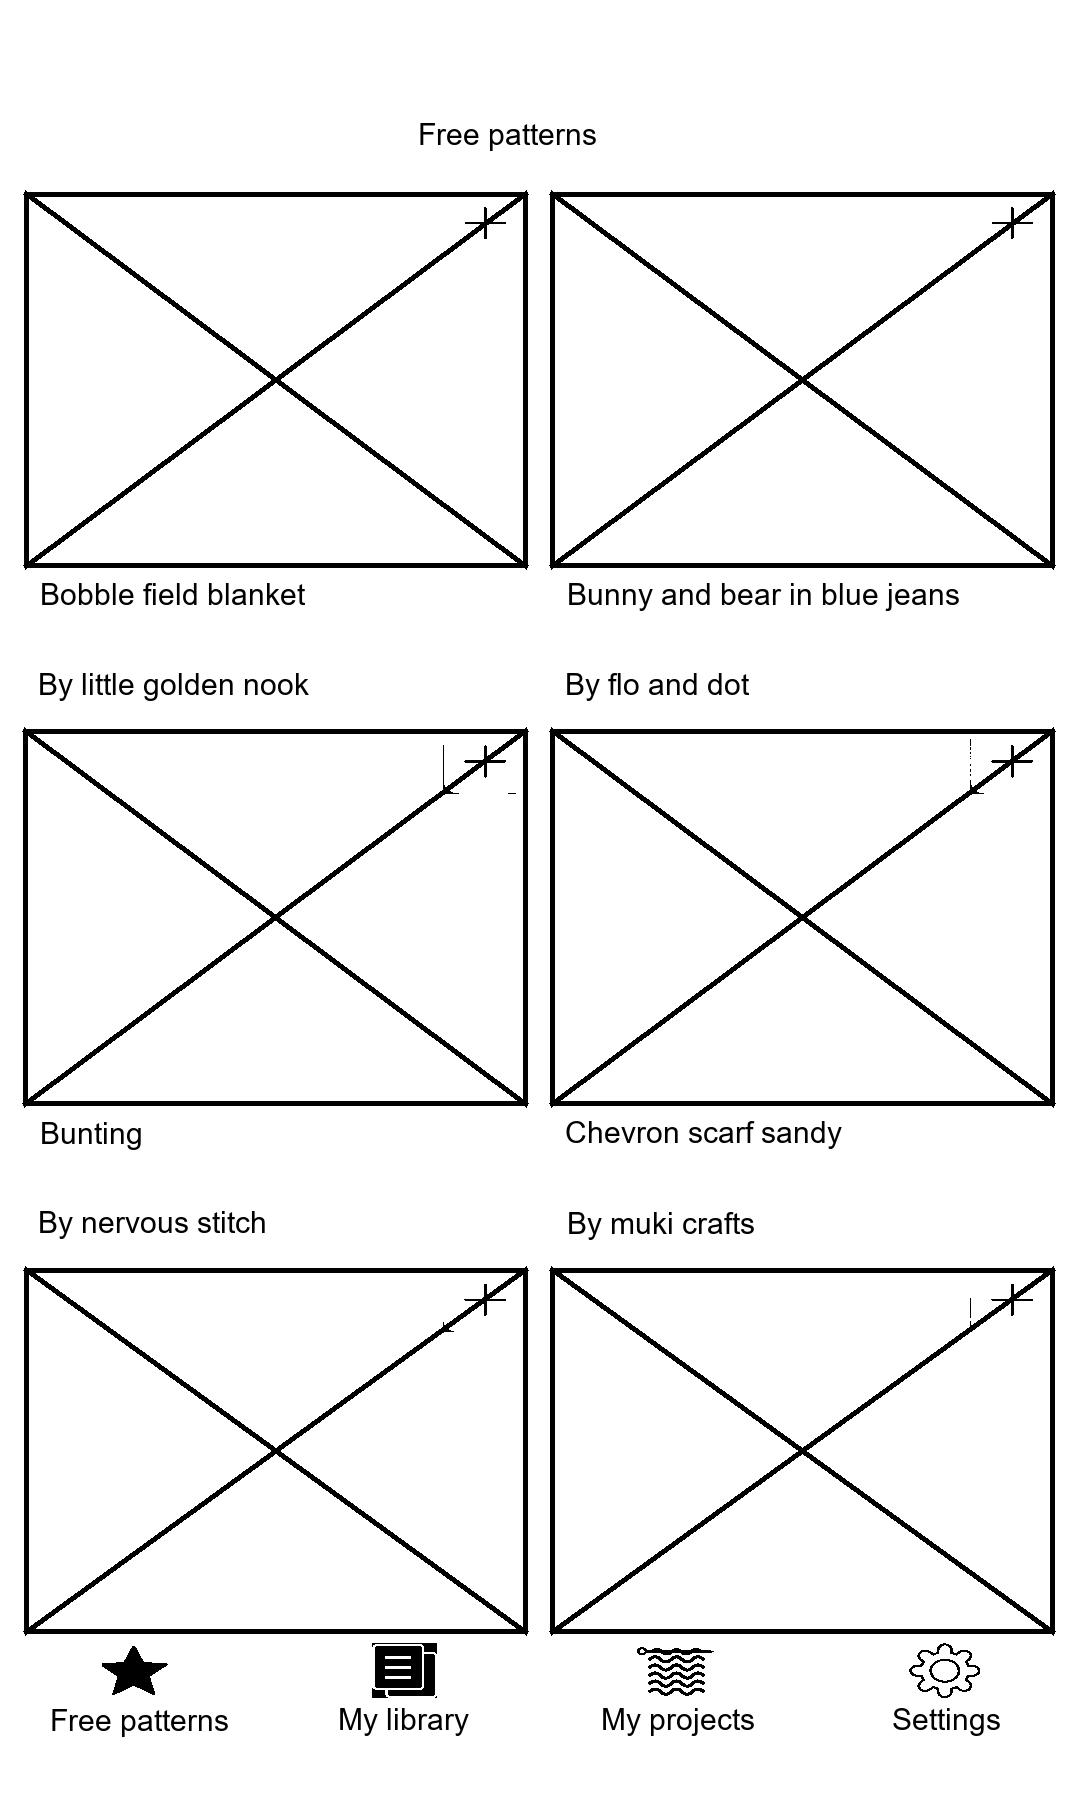 Free patterns
Bobble field blanket
Bunny and bear in blue jeans
By little golden nook
By flo and dot
Bunting
Chevron scarf sandy
By nervous stitch
By muki crafts
Free patterns
My library
My projects
Settings